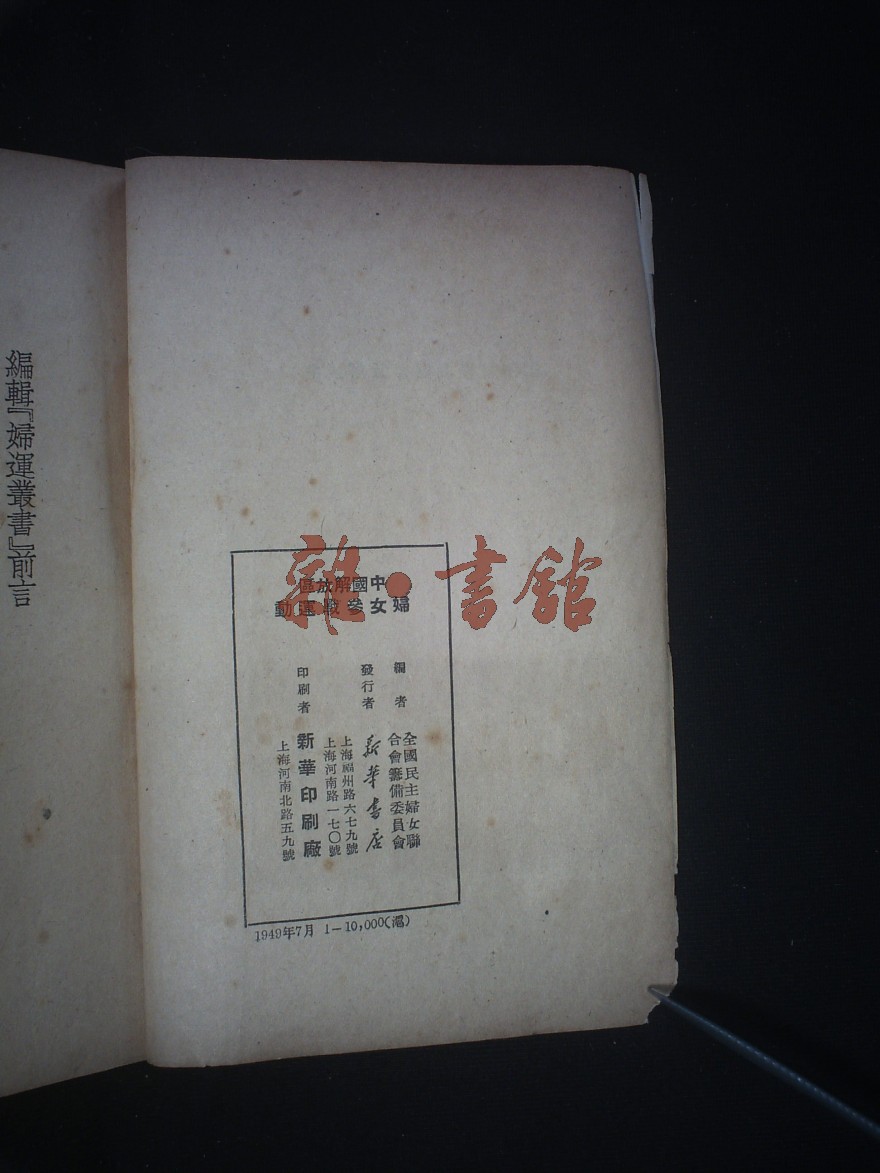 編輯『婦運叢書』前言
雜·書館
中國解放區
婦女參戰運動
編者
全國民主婦女聯
合會籌備委員會
發行者
新華書店
上海福州路六七九號
上海河南路一七〇號
印刷者
新華印刷廠
上海河南北路五九號
1949年7月 1—10,000(滬)